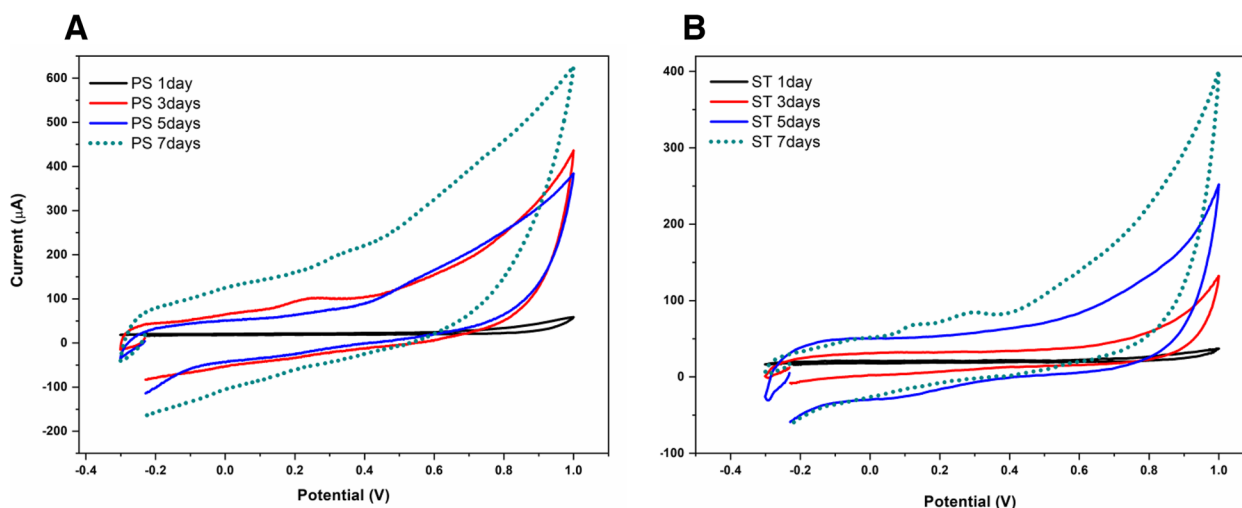 A
PS 1day
PS 3days
PS 5days
PS 7days
600
500
400
300
200
100
0
-100
-200
Current (μA)
-0.4 -0.2 0.0 0.2 0.4 0.6 0.8 1.0
Potential (V)
B
ST 1day
ST 3days
ST 5days
ST 7days
400
300
200
100
0
-100
-0.4 -0.2 0.0 0.2 0.4 0.6 0.8 1.0
Potential (V)